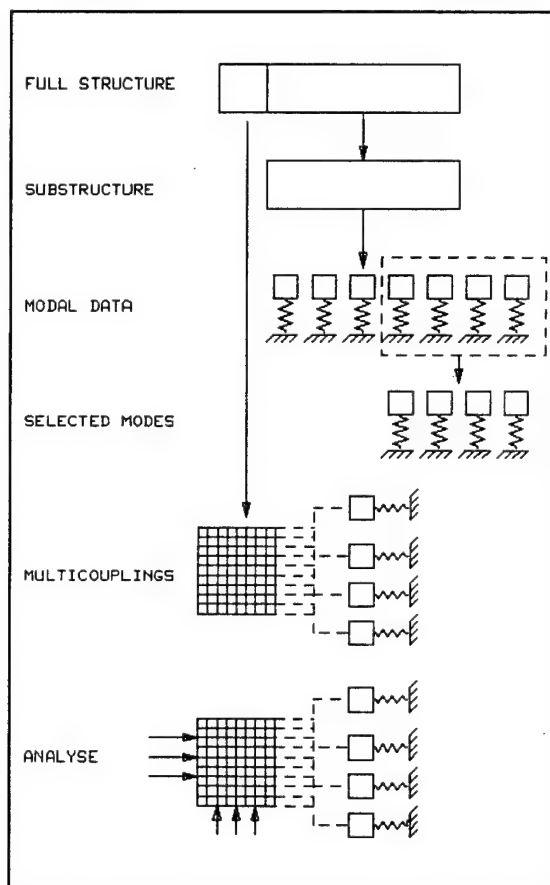 FULL STRUCTURE
SUBSTRUCTURE
MODAL DATA
SELECTED MODES
MULTICOUPLINGS
ANALYSE